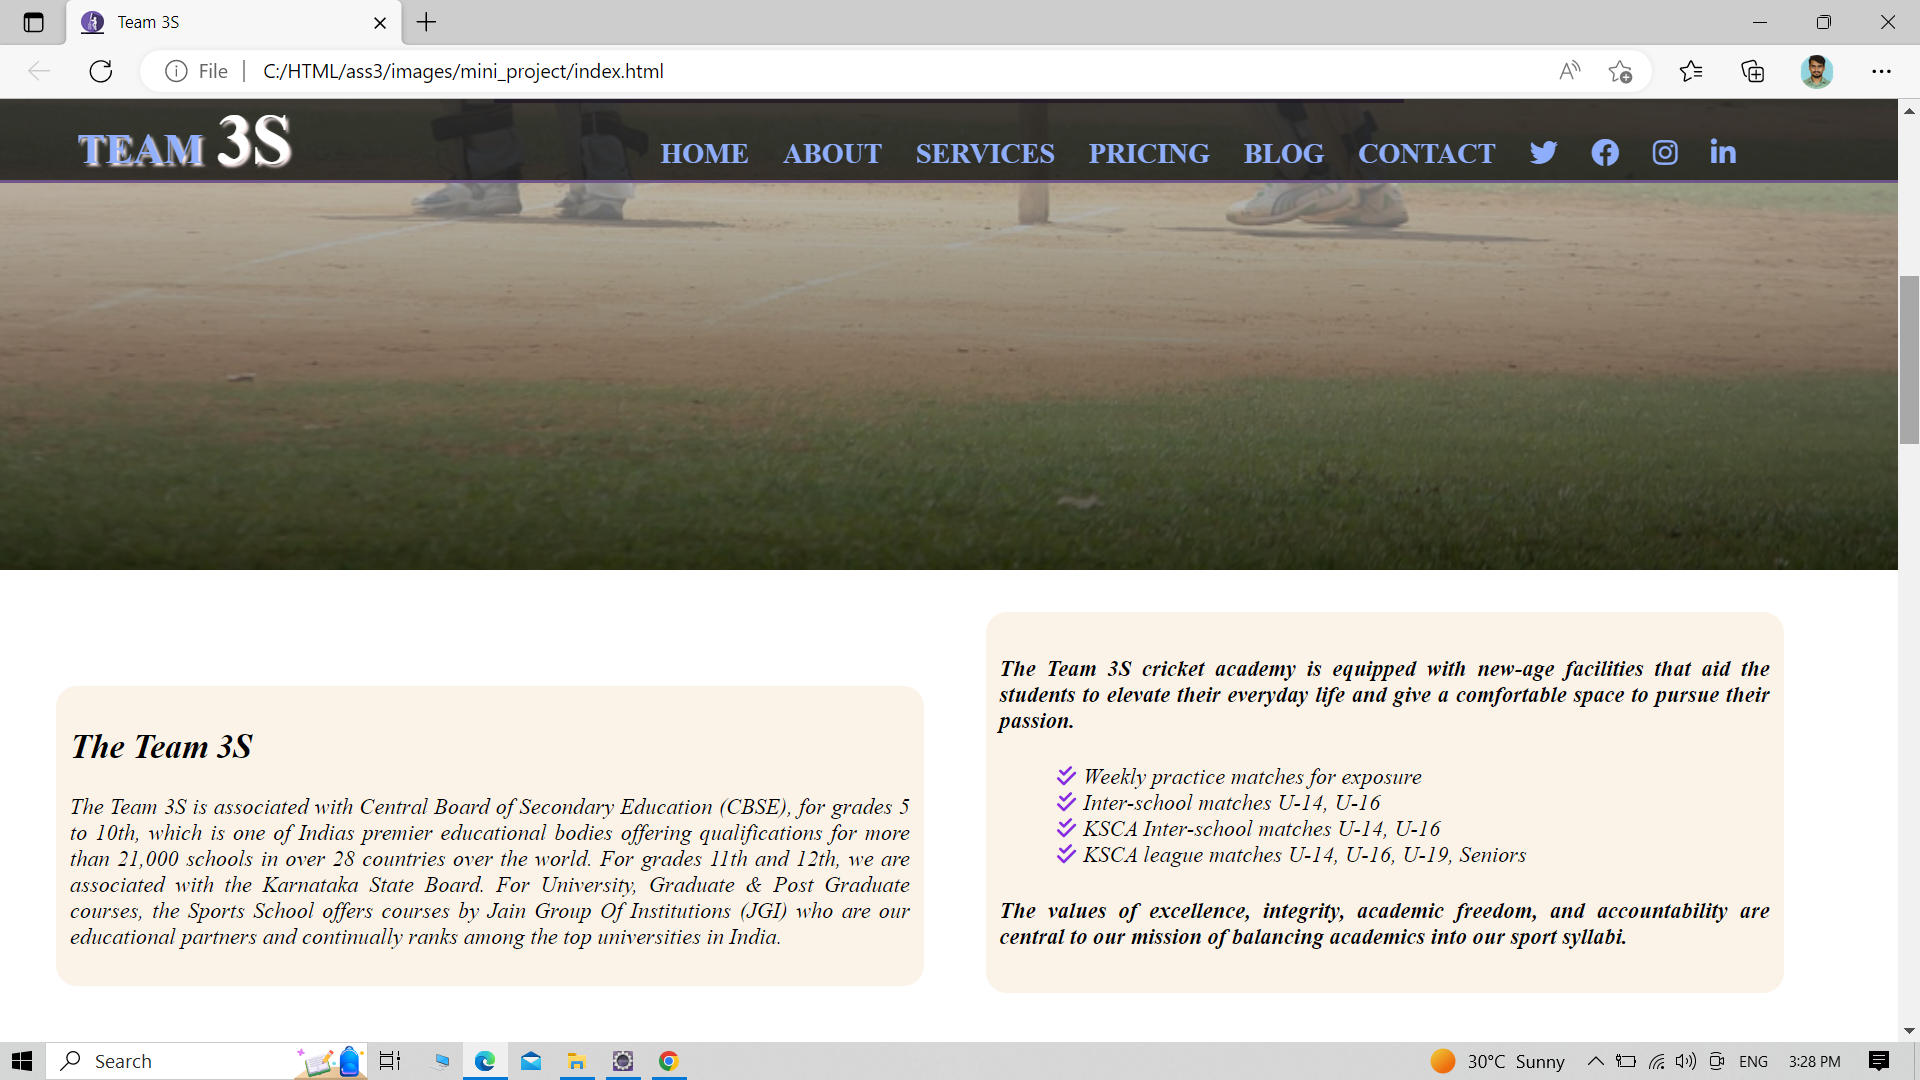 Team 3S
File
C:/HTML/ass3/images/mini_project/index.html
TEAM 3S
HOME ABOUT SERVICES PRICING BLOG CONTACT
The Team 3S
The Team 3S is associated with Central Board of Secondary Education (CBSE), for grades 5
to 10th, which is one of Indias premier educational bodies offering qualifications for more
than 21,000 schools in over 28 countries over the world. For grades 11th and 12th, we are
associated with the Karnataka State Board. For University, Graduate & Post Graduate
courses, the Sports School offers courses by Jain Group Of Institutions (JGI) who are our
educational partners and continually ranks among the top universities in India.
The Team 3S cricket academy is equipped with new-age facilities that aid the
students to elevate their everyday life and give a comfortable space to pursue their
passion.
Weekly practice matches for exposure
Inter-school matches U-14, U-16
KSCA Inter-school matches U-14, U-16
KSCA league matches U-14, U-16, U-19, Seniors
The values of excellence, integrity, academic freedom, and accountability are
central to our mission of balancing academics into our sport syllabi.
Search
30°C Sunny
ENG
3:28 PM